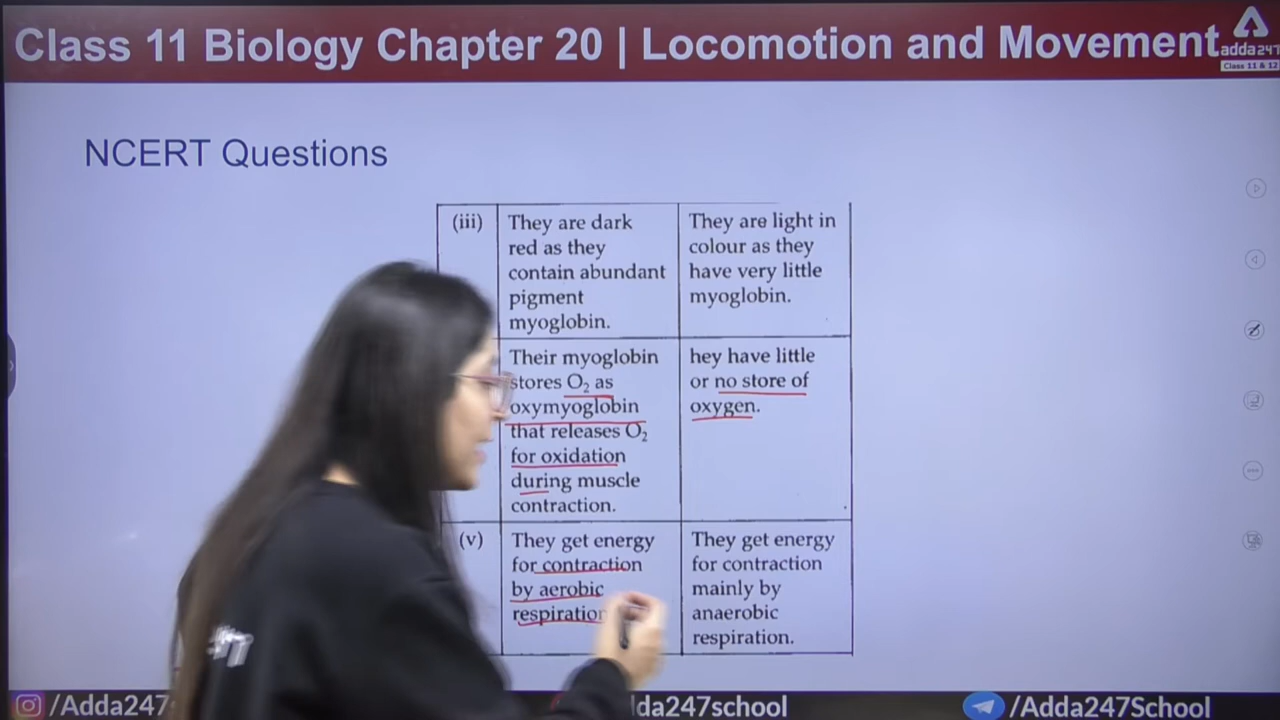 Class 11 Biology Chapter 20 | Locomotion and Movement
adda247
Class 11 & 12
NCERT Questions
(iii)
They are dark
red as they
contain abundant
pigment
myoglobin.
They are light in
colour as they
have very little
myoglobin.
Their myoglobin
stores O₂ as
oxymyoglobin
that releases O₂
for oxidation
during muscle
contraction.
hey have little
or no store of
oxygen.
(v)
They get energy
for contraction
by aerobic
respiration
They get energy
for contraction
mainly by
anaerobic
respiration.
/Adda247
lda247school
/Adda247School